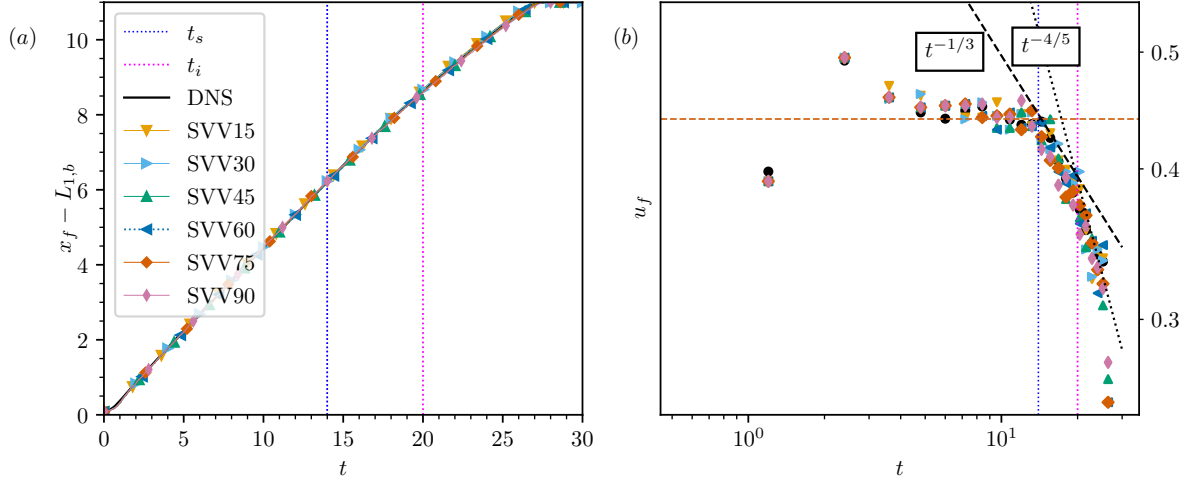 (a)
x_f − L_{1,b}
10
8
6
4
2
0
t_s
t_i
DNS
SVV15
SVV30
SVV45
SVV60
SVV75
SVV90
0 5 10 15 20 25 30
t
(b)
u_f
t^{−1/3}
t^{−4/5}
0.5
0.4
0.3
10^0 10^1
t